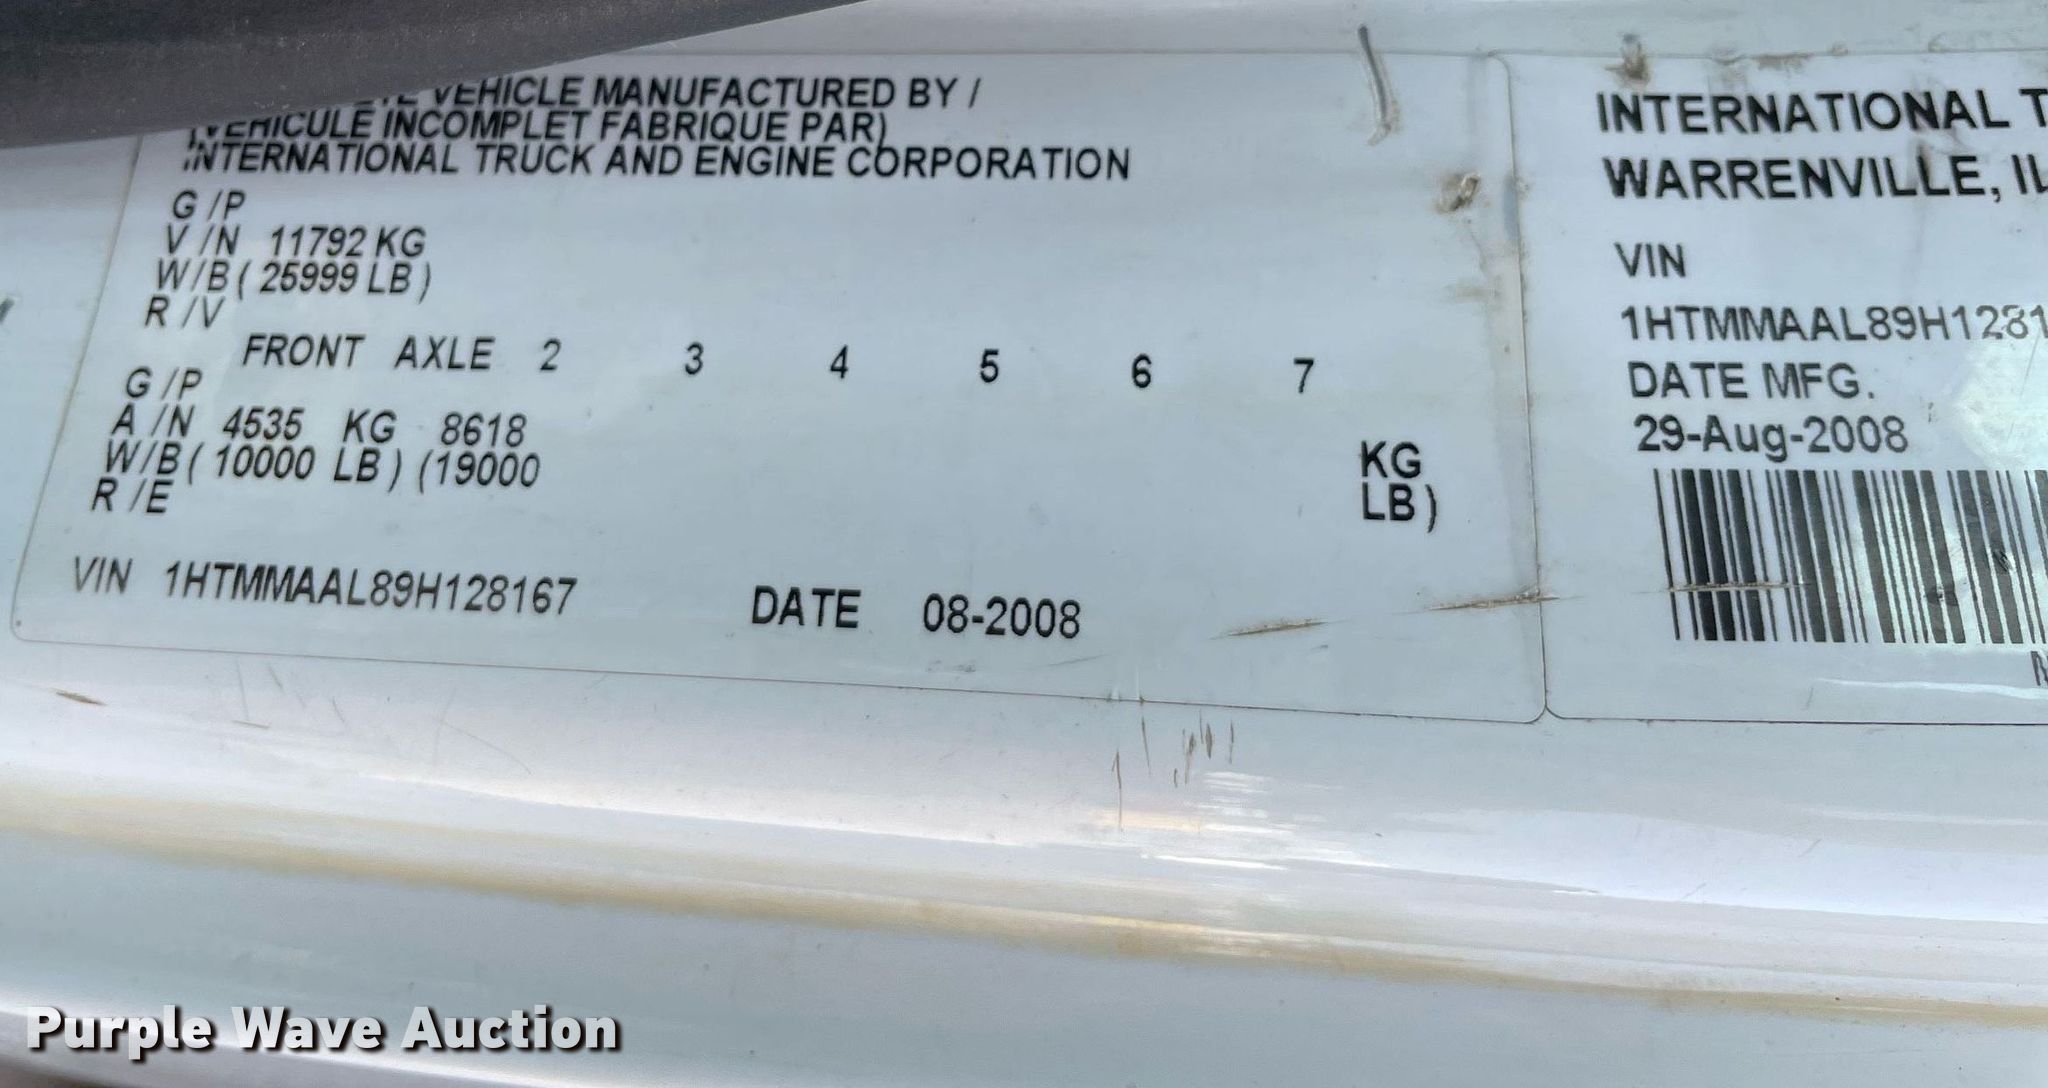 VEHICLE MANUFACTURED BY /
(VEHICULE INCOMPLET FABRIQUE PAR)
INTERNATIONAL TRUCK AND ENGINE CORPORATION
G /P
V /N 11792 KG
W/B ( 25999 LB )
R /V
FRONT AXLE 2 3 4 5 6 7
G /P
A /N 4535 KG 8618 KG
W/B ( 10000 LB ) (19000 LB )
R /E
VIN 1HTMMAAL89H128167 DATE 08-2008
INTERNATIONAL T
WARRENVILLE, IL
VIN
1HTMMAAL89H1281
DATE MFG.
29-Aug-2008
Purple Wave Auction